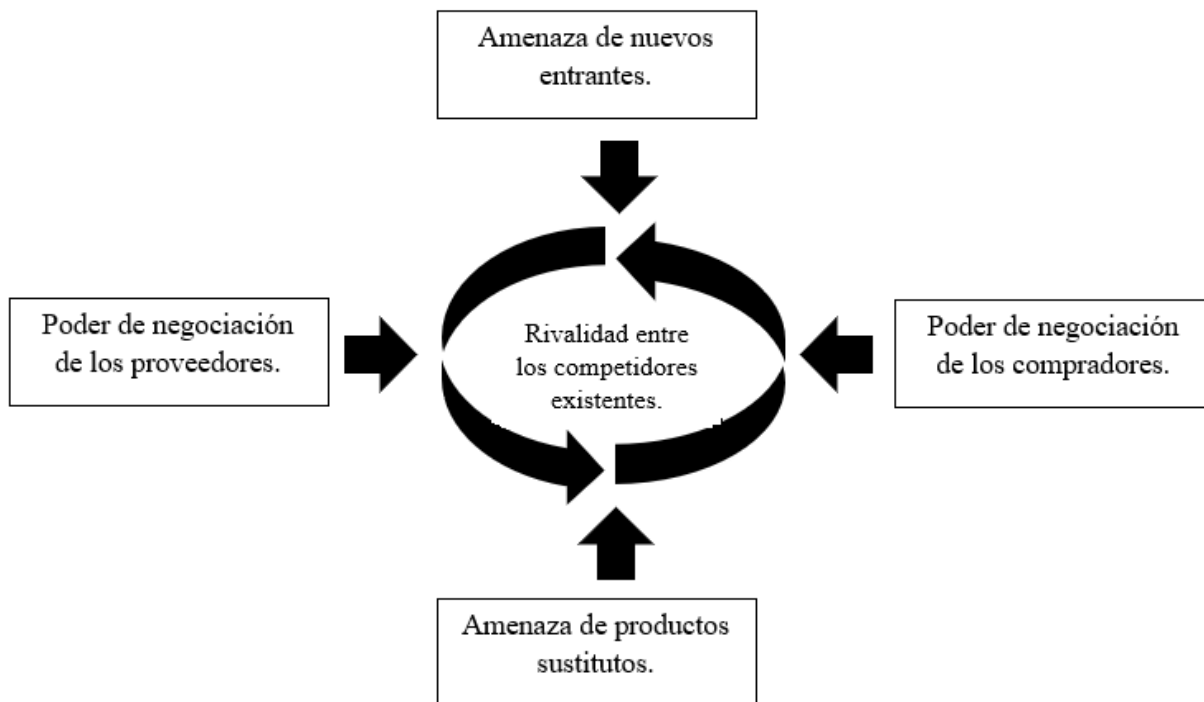 Amenaza de nuevos
entrantes.
Poder de negociación
de los proveedores.
Rivalidad entre
los competidores
existentes.
Poder de negociación
de los compradores.
Amenaza de productos
sustitutos.